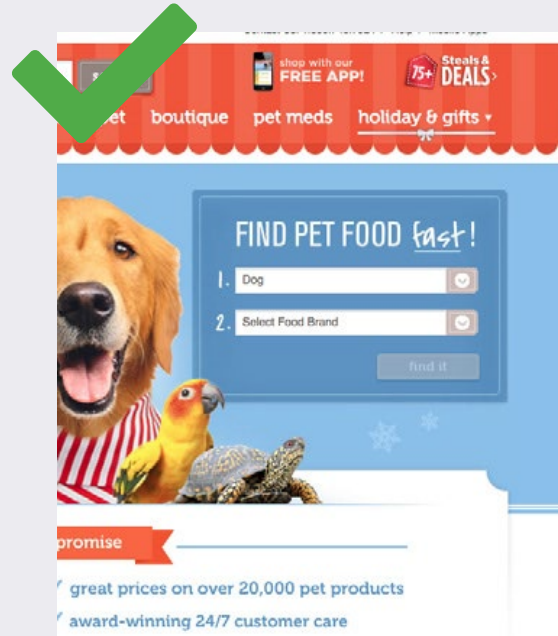 shop with our
FREE APP!
75+
Steals &
DEALS
boutique pet meds holiday & gifts
FIND PET FOOD fast!
1. Dog
2. Select Food Brand
find it
promise
great prices on over 20,000 pet products
award-winning 24/7 customer care